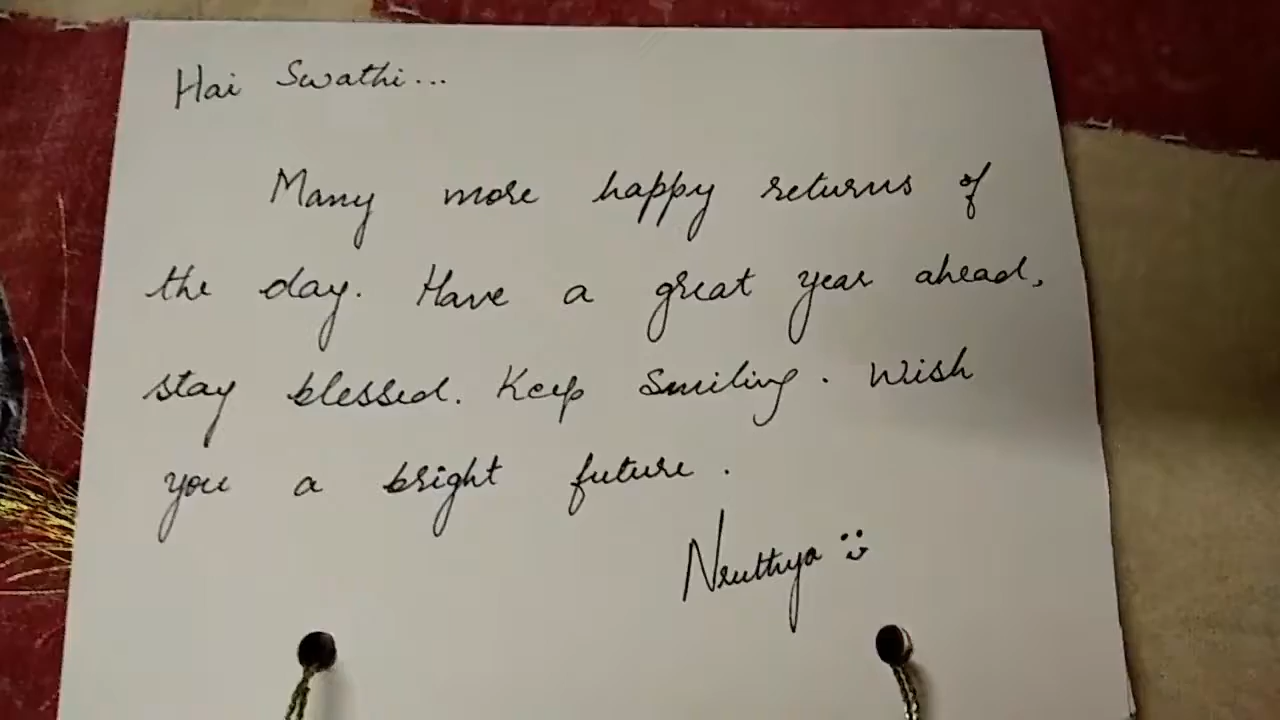 Hai Swathi...
Many more happy returns of
the day. Have a great year ahead,
stay blessed. Keep Smiling. Wish
you a bright future.
Nruthya